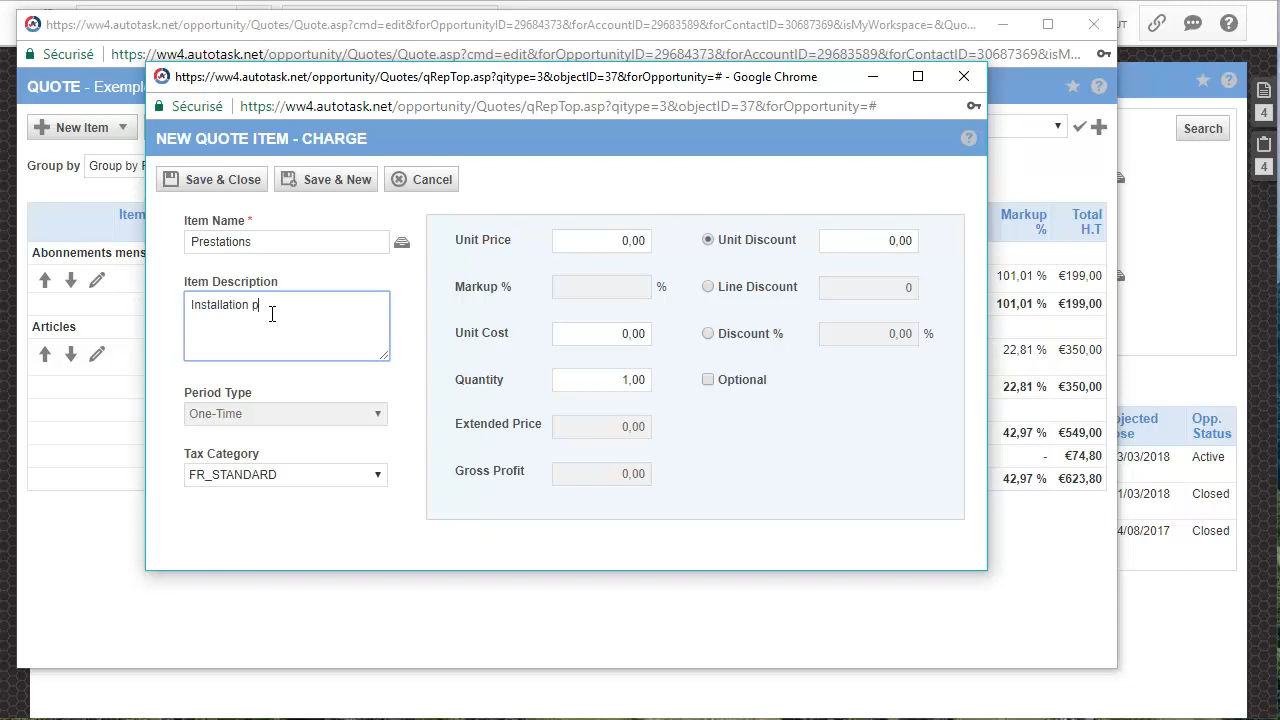 https://ww4.autotask.net/opportunity/Quotes/Quote.asp?cmd=edit&forOpportunityID=29684373&forAccountID=29683589&forContactID=30687369&isMyWorkspace=&Quo...
Sécurisé https://ww4.autotask.net/opportunity/Quotes/Quote.asp?cmd=edit&forOpportunityID=29684373&forAccountID=29683589&forContactID=30687369&isM...
https://ww4.autotask.net/opportunity/Quotes/qRepTop.asp?qitype=3&objectID=37&forOpportunity=# - Google Chrome
Sécurisé https://ww4.autotask.net/opportunity/Quotes/qRepTop.asp?qitype=3&objectID=37&forOpportunity=#
QUOTE - Exempl
New Item
Group by
Group by
Search
4
4
NEW QUOTE ITEM - CHARGE
Save & Close
Save & New
Cancel
Item Name *
Prestations
Item Description
Installation p
Period Type
One-Time
Tax Category
FR_STANDARD
Unit Price 0,00
Markup % %
Unit Cost 0,00
Quantity 1,00
Extended Price 0,00
Gross Profit 0,00
Unit Discount 0,00
Line Discount 0
Discount % 0,00 %
Optional
Item
Abonnements mens
Articles
Markup % Total H.T
101,01 % €199,00
101,01 % €199,00
22,81 % €350,00
22,81 % €350,00
42,97 % €549,00
- €74,80
42,97 % €623,80
jected
ose
Opp.
Status
3/03/2018 Active
1/03/2018 Closed
4/08/2017 Closed